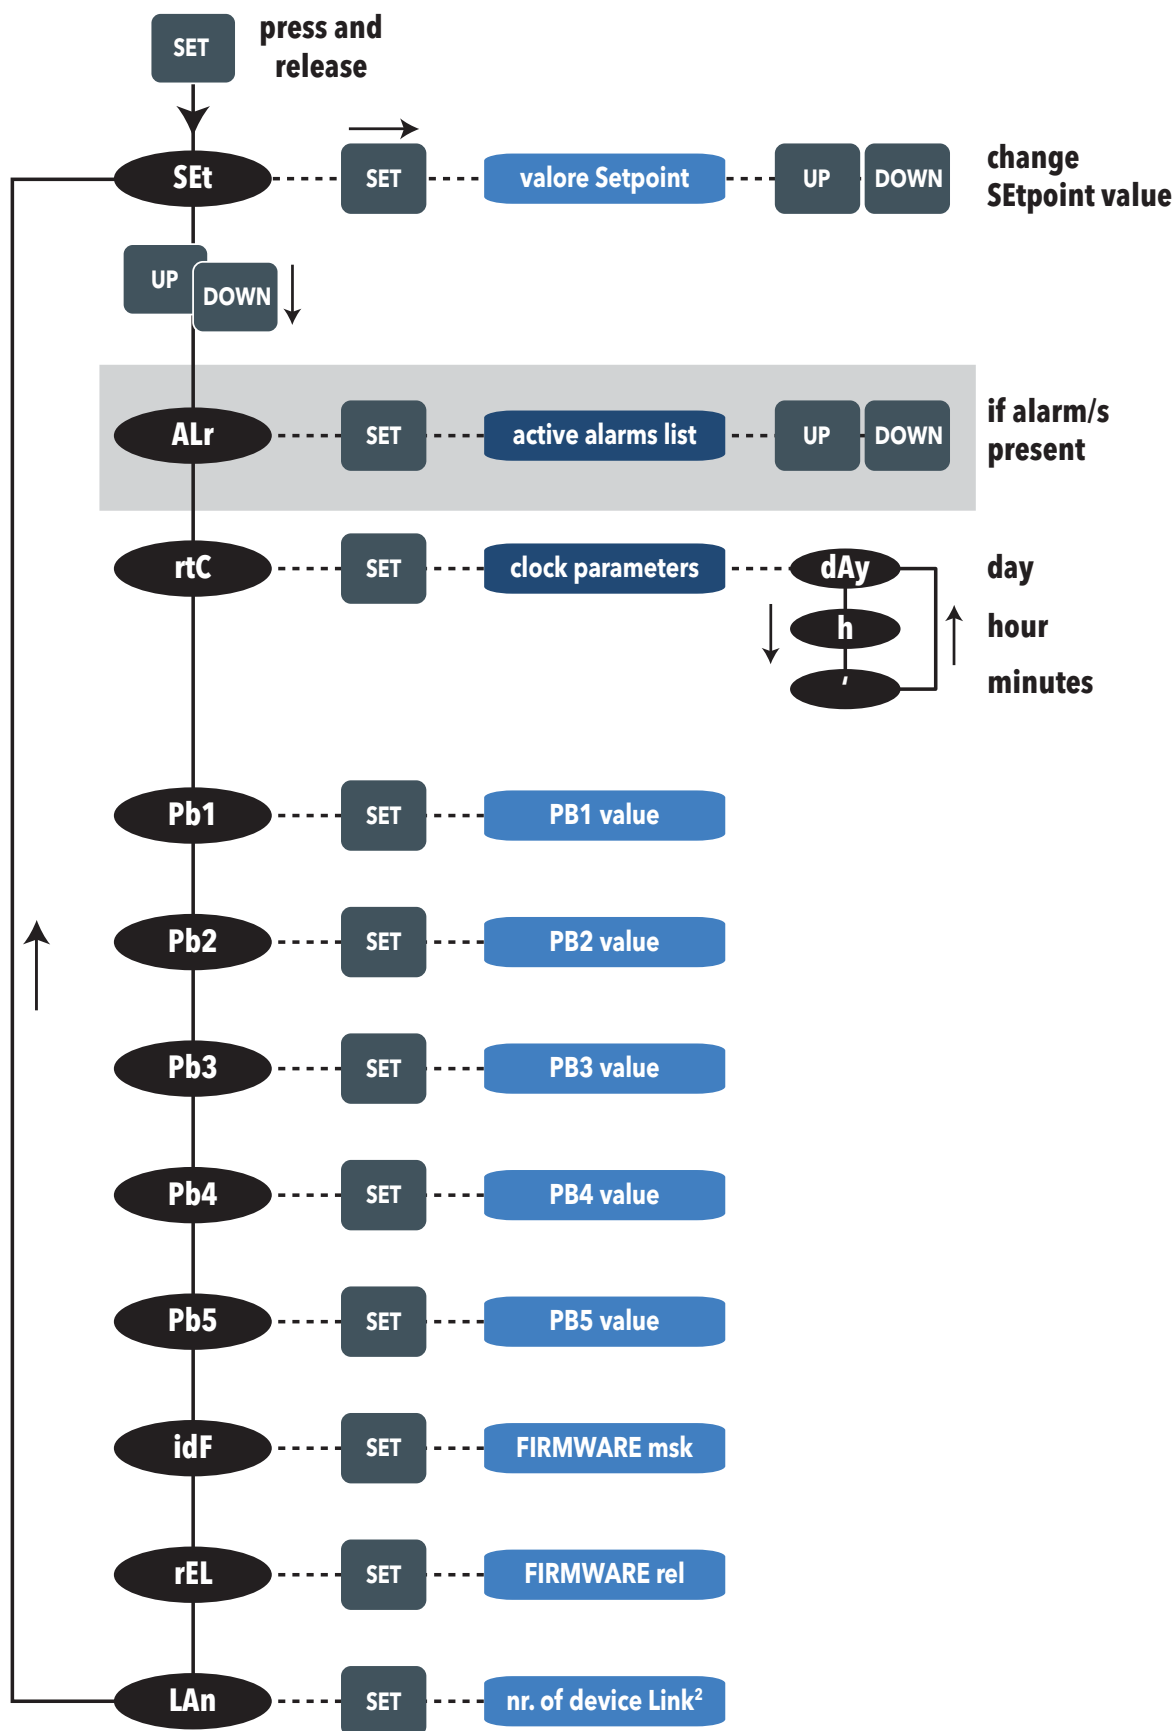 SET
press and
release
SEt
SET
valore Setpoint
UP
DOWN
change
SEtpoint value
UP
DOWN
ALr
SET
active alarms list
UP
DOWN
if alarm/s
present
rtC
SET
clock parameters
dAy
day
h
hour
'
minutes
Pb1
SET
PB1 value
Pb2
SET
PB2 value
Pb3
SET
PB3 value
Pb4
SET
PB4 value
Pb5
SET
PB5 value
idF
SET
FIRMWARE msk
rEL
SET
FIRMWARE rel
LAn
SET
nr. of device Link²